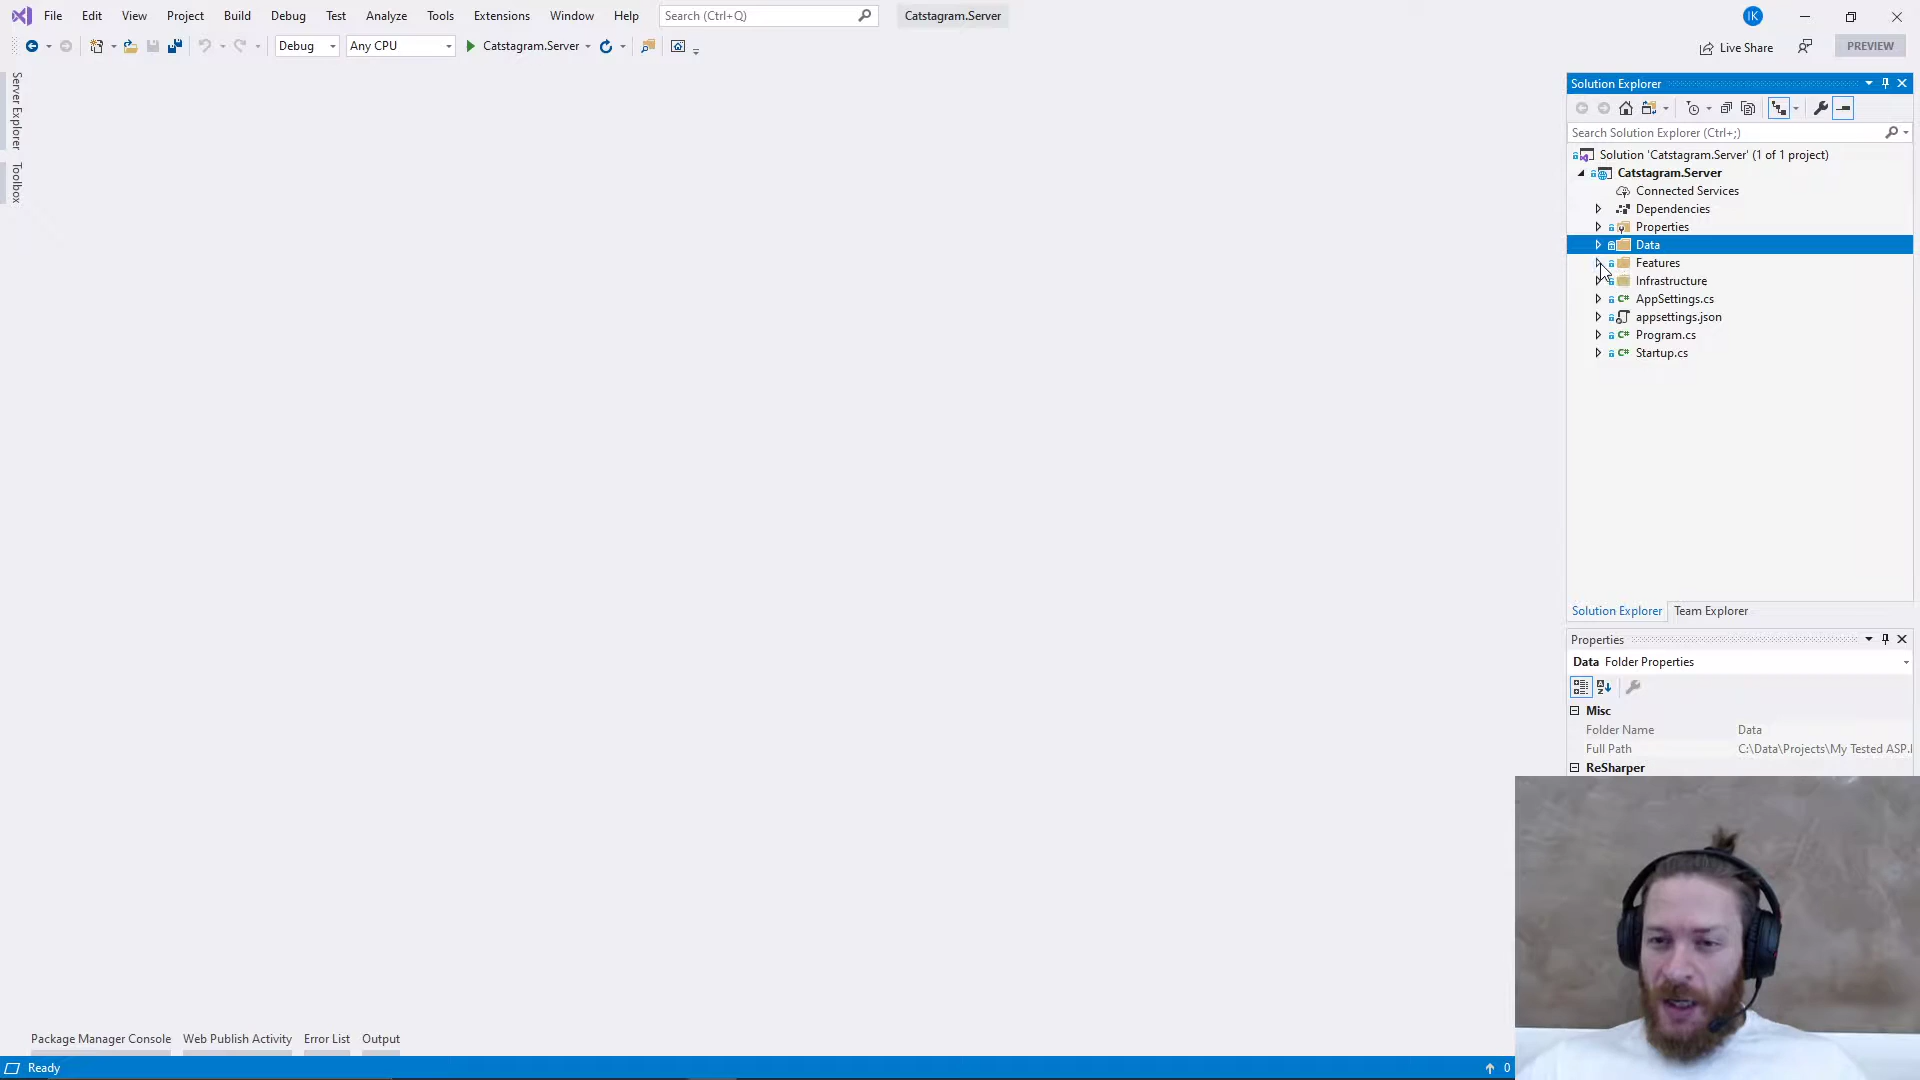 File Edit View Project Build Debug Test Analyze Tools Extensions Window Help Search (Ctrl+Q) Catstagram.Server IK
Debug Any CPU Catstagram.Server Live Share PREVIEW
Server Explorer
Toolbox
Solution Explorer
Search Solution Explorer (Ctrl+;)
Solution 'Catstagram.Server' (1 of 1 project)
Catstagram.Server
Connected Services
Dependencies
Properties
Data
Features
Infrastructure
AppSettings.cs
appsettings.json
Program.cs
Startup.cs
Solution Explorer Team Explorer
Properties
Data Folder Properties
Misc
Folder Name Data
Full Path C:\Data\Projects\My Tested ASP.
ReSharper
Package Manager Console Web Publish Activity Error List Output
Ready 0